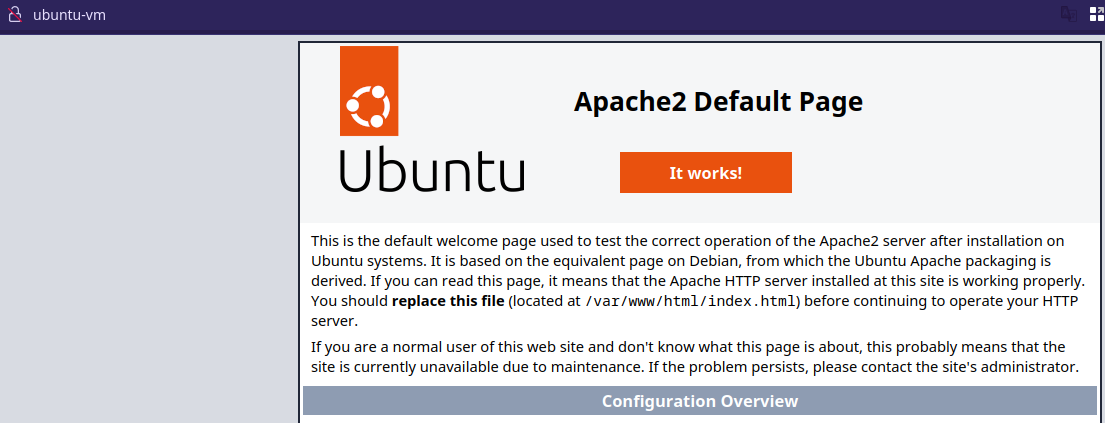 ubuntu-vm
Apache2 Default Page
Ubuntu
It works!
This is the default welcome page used to test the correct operation of the Apache2 server after installation on
Ubuntu systems. It is based on the equivalent page on Debian, from which the Ubuntu Apache packaging is
derived. If you can read this page, it means that the Apache HTTP server installed at this site is working properly.
You should replace this file (located at /var/www/html/index.html) before continuing to operate your HTTP
server.
If you are a normal user of this web site and don't know what this page is about, this probably means that the
site is currently unavailable due to maintenance. If the problem persists, please contact the site's administrator.
Configuration Overview